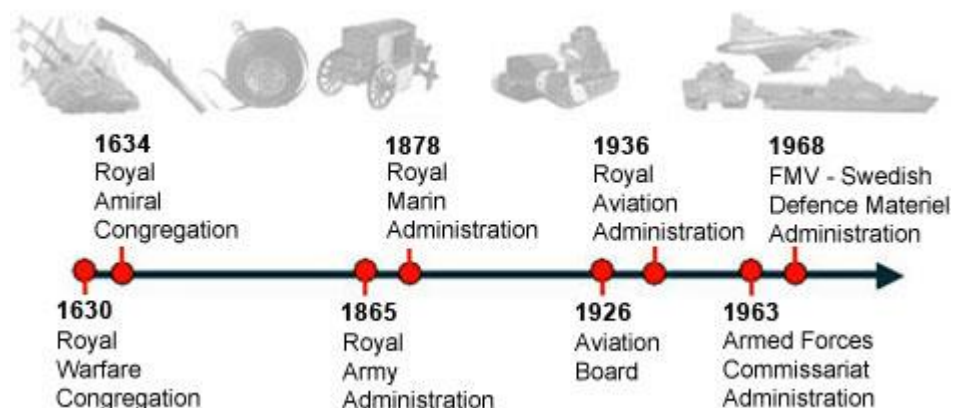 1634
Royal
Amiral
Congregation
1878
Royal
Marin
Administration
1936
Royal
Aviation
Administration
1968
FMV - Swedish
Defence Materiel
Administration
1630
Royal
Warfare
Congregation
1865
Royal
Army
Administration
1926
Aviation
Board
1963
Armed Forces
Commissariat
Administration